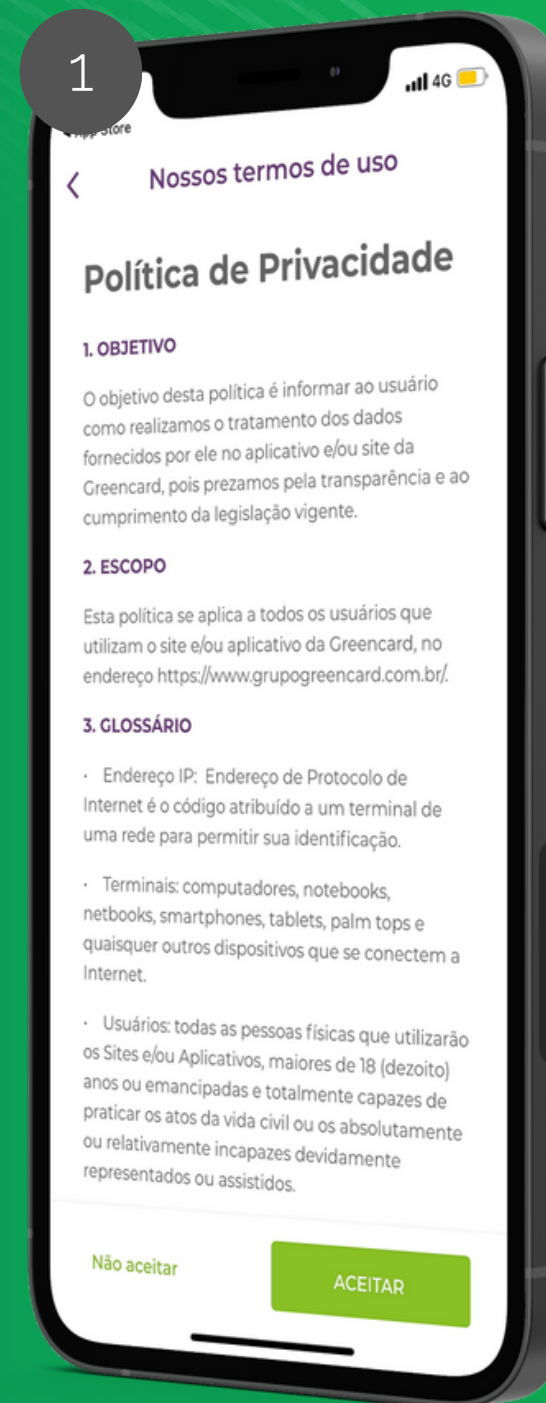 1
4G
App Store
Nossos termos de uso
Política de Privacidade
1. OBJETIVO
O objetivo desta política é informar ao usuário
como realizamos o tratamento dos dados
fornecidos por ele no aplicativo e/ou site da
Greencard, pois prezamos pela transparência e ao
cumprimento da legislação vigente.
2. ESCOPO
Esta política se aplica a todos os usuários que
utilizam o site e/ou aplicativo da Greencard, no
endereço https://www.grupogreencard.com.br/.
3. GLOSSÁRIO
· Endereço IP: Endereço de Protocolo de
Internet é o código atribuído a um terminal de
uma rede para permitir sua identificação.
· Terminais: computadores, notebooks,
netbooks, smartphones, tablets, palm tops e
quaisquer outros dispositivos que se conectem a
Internet.
· Usuários: todas as pessoas físicas que utilizarão
os Sites e/ou Aplicativos, maiores de 18 (dezoito)
anos ou emancipadas e totalmente capazes de
praticar os atos da vida civil ou os absolutamente
ou relativamente incapazes devidamente
representados ou assistidos.
Não aceitar
ACEITAR